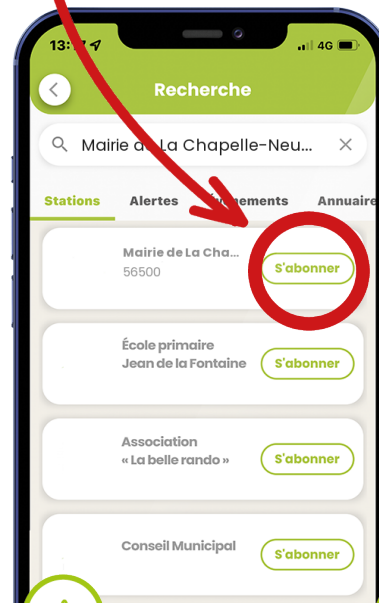 13:17
4G
Recherche
Mairie de La Chapelle-Neu...
Stations Alertes Événements Annuaire
Mairie de La Cha...
56500
S'abonner
École primaire
Jean de la Fontaine
S'abonner
Association
« La belle rando »
S'abonner
Conseil Municipal
S'abonner